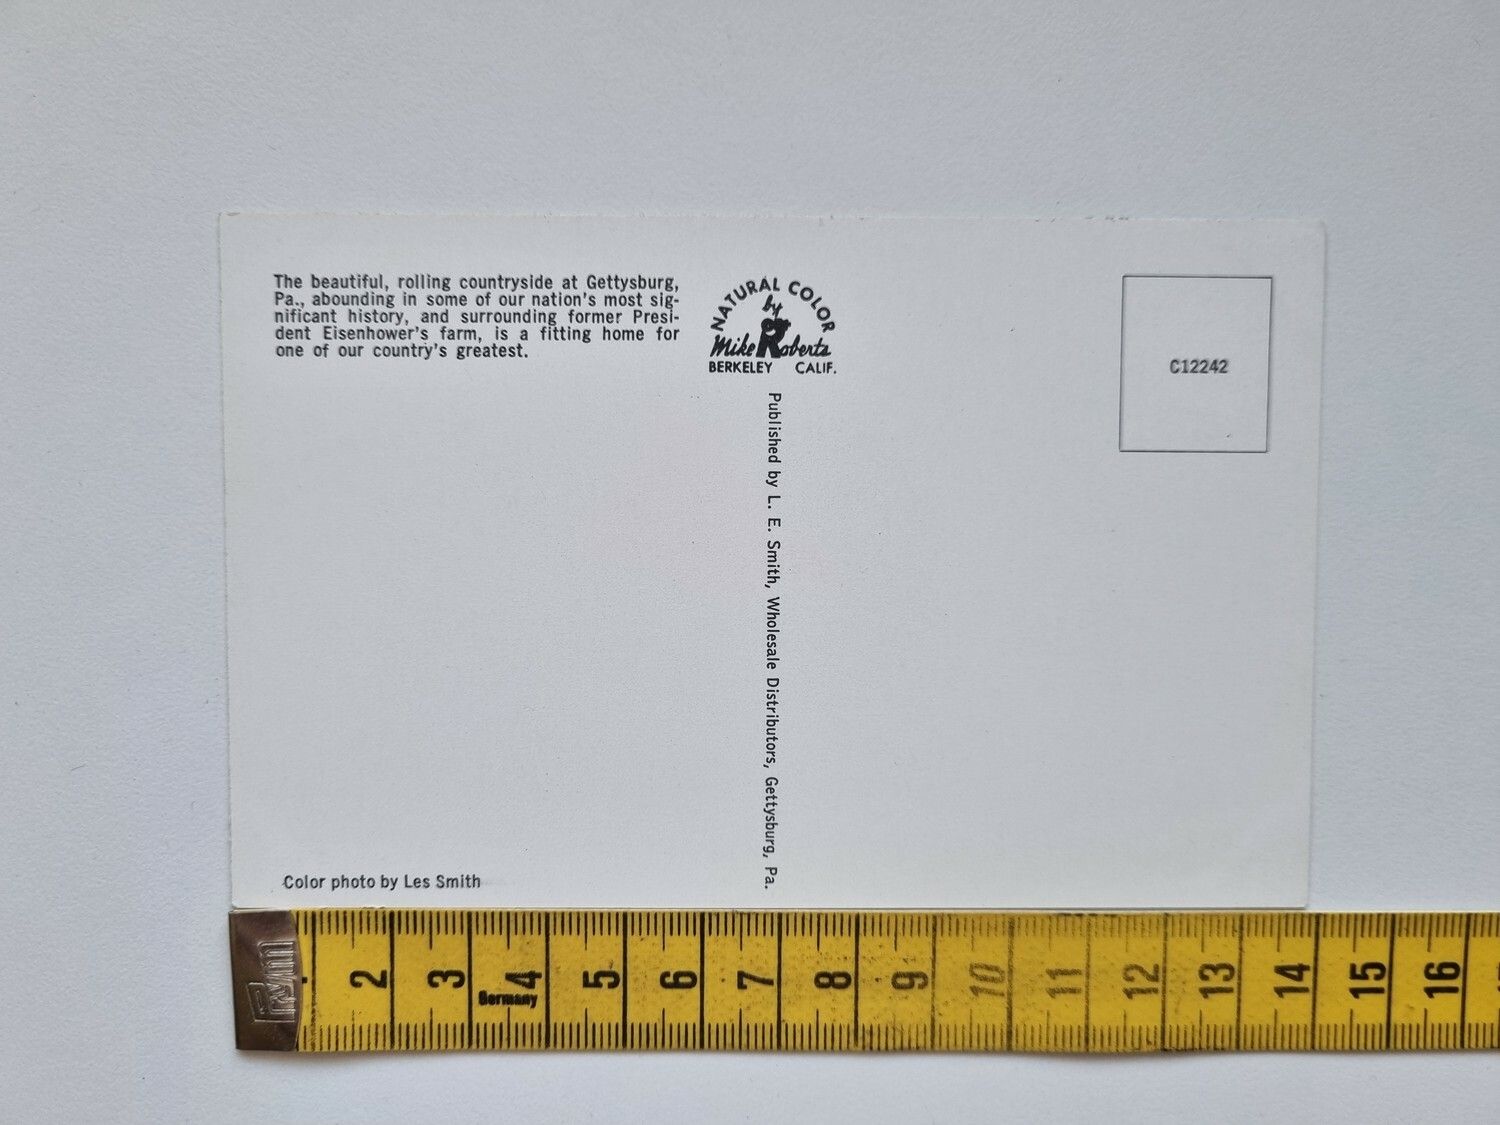 The beautiful, rolling countryside at Gettysburg,
Pa., abounding in some of our nation's most sig-
nificant history, and surrounding former Presi-
dent Eisenhower's farm, is a fitting home for
one of our country's greatest.
NATURAL COLOR
by
Mike Roberts
BERKELEY CALIF.
C12242
Published by L. E. Smith, Wholesale Distributors, Gettysburg, Pa.
Color photo by Les Smith
Prym
2 3 4 5 6 7 8 9 10 11 12 13 14 15 16
Germany